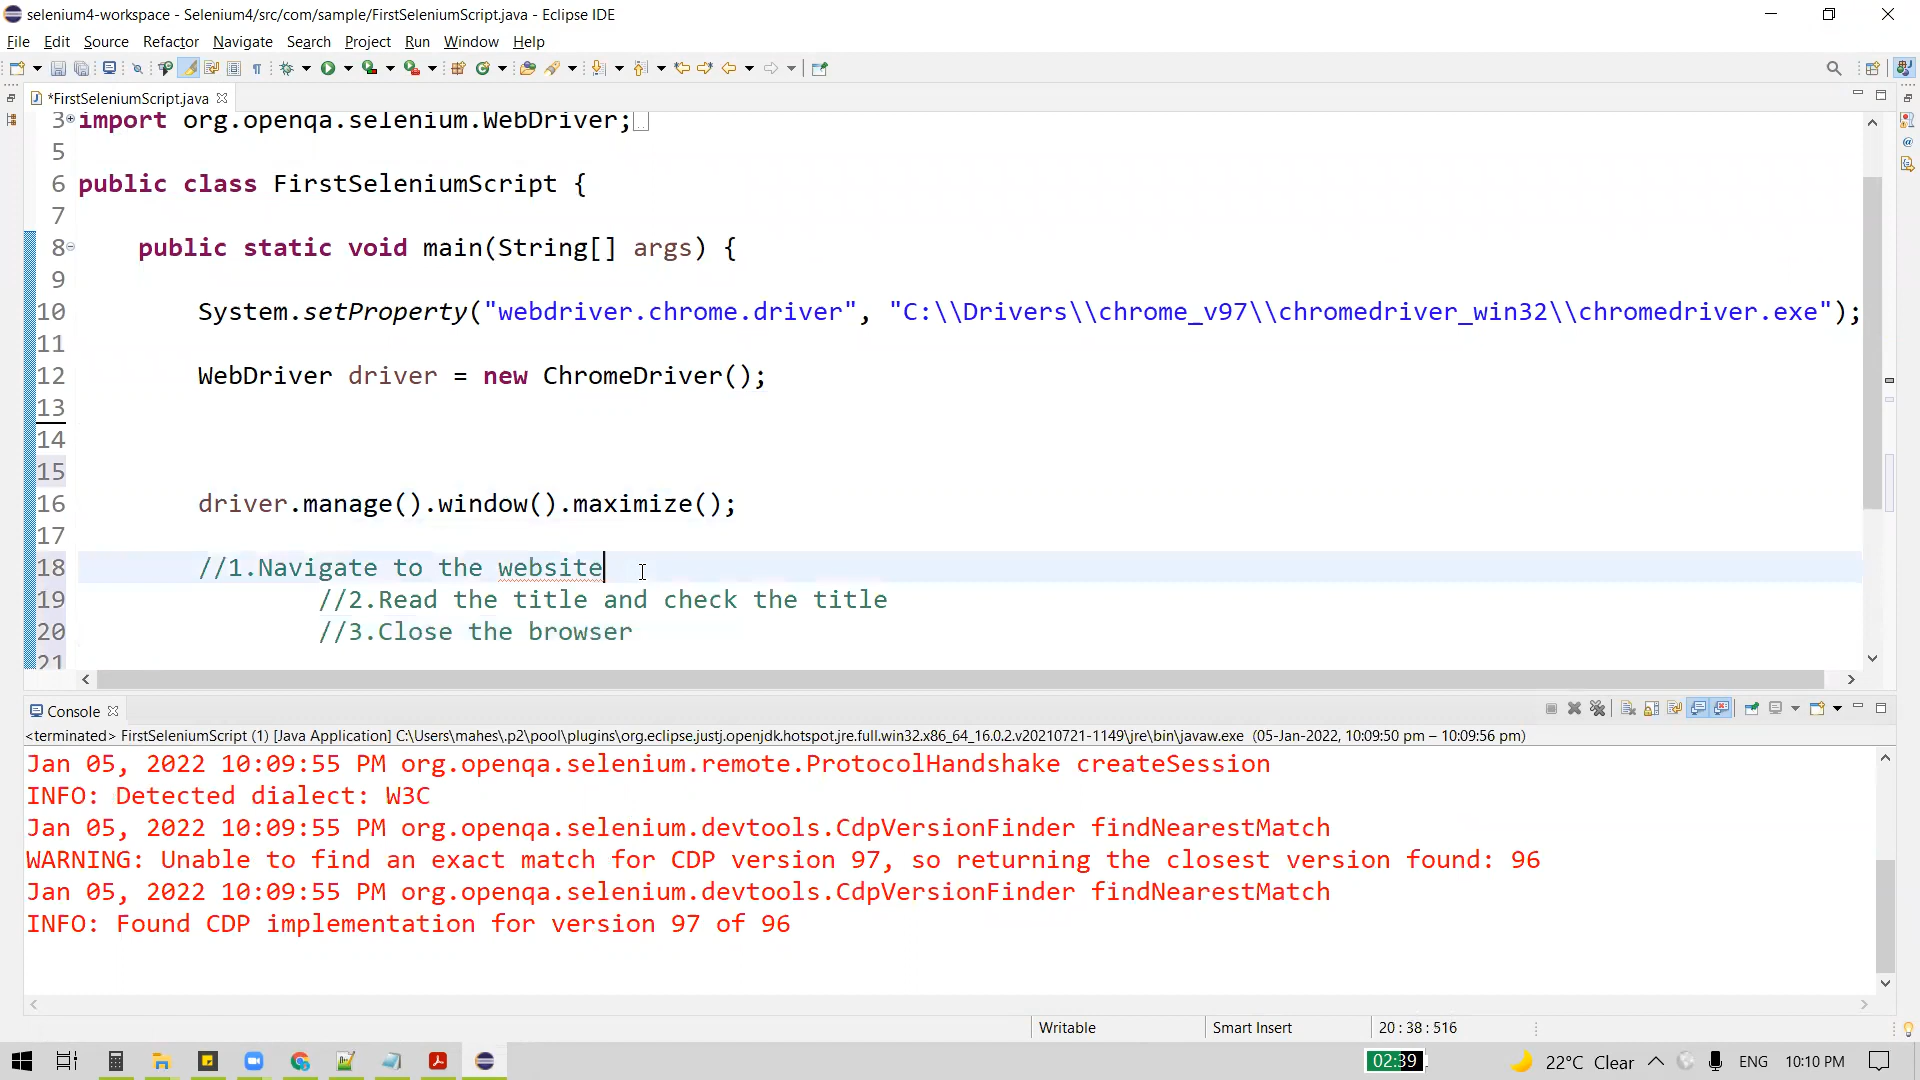 selenium4-workspace - Selenium4/src/com/sample/FirstSeleniumScript.java - Eclipse IDE
File Edit Source Refactor Navigate Search Project Run Window Help
*FirstSeleniumScript.java
3 import org.openqa.selenium.WebDriver;
5
6 public class FirstSeleniumScript {
7
8 public static void main(String[] args) {
9
10 System.setProperty("webdriver.chrome.driver", "C:\\Drivers\\chrome_v97\\chromedriver_win32\\chromedriver.exe");
11
12 WebDriver driver = new ChromeDriver();
13
14
15
16 driver.manage().window().maximize();
17
18 //1.Navigate to the website
19 //2.Read the title and check the title
20 //3.Close the browser
21
Console
<terminated> FirstSeleniumScript (1) [Java Application] C:\Users\mahes\.p2\pool\plugins\org.eclipse.justj.openjdk.hotspot.jre.full.win32.x86_64_16.0.2.v20210721-1149\jre\bin\javaw.exe (05-Jan-2022, 10:09:50 pm – 10:09:56 pm)
Jan 05, 2022 10:09:55 PM org.openqa.selenium.remote.ProtocolHandshake createSession
INFO: Detected dialect: W3C
Jan 05, 2022 10:09:55 PM org.openqa.selenium.devtools.CdpVersionFinder findNearestMatch
WARNING: Unable to find an exact match for CDP version 97, so returning the closest version found: 96
Jan 05, 2022 10:09:55 PM org.openqa.selenium.devtools.CdpVersionFinder findNearestMatch
INFO: Found CDP implementation for version 97 of 96
Writable Smart Insert 20 : 38 : 516
02:39 22°C Clear ENG 10:10 PM